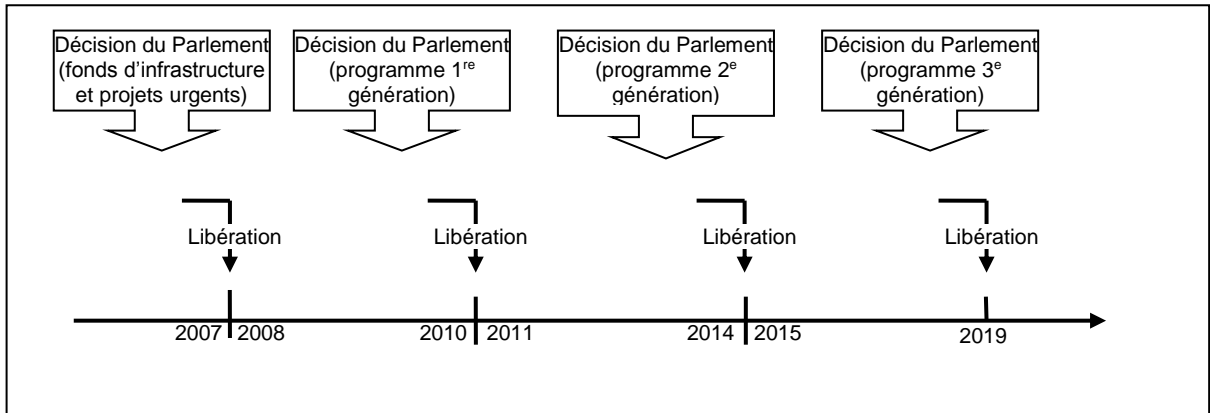 Décision du Parlement
(fonds d’infrastructure
et projets urgents)
Décision du Parlement
(programme 1re
génération)
Décision du Parlement
(programme 2e
génération)
Décision du Parlement
(programme 3e
génération)
Libération
Libération
Libération
Libération
2007 2008
2010 2011
2014 2015
2019